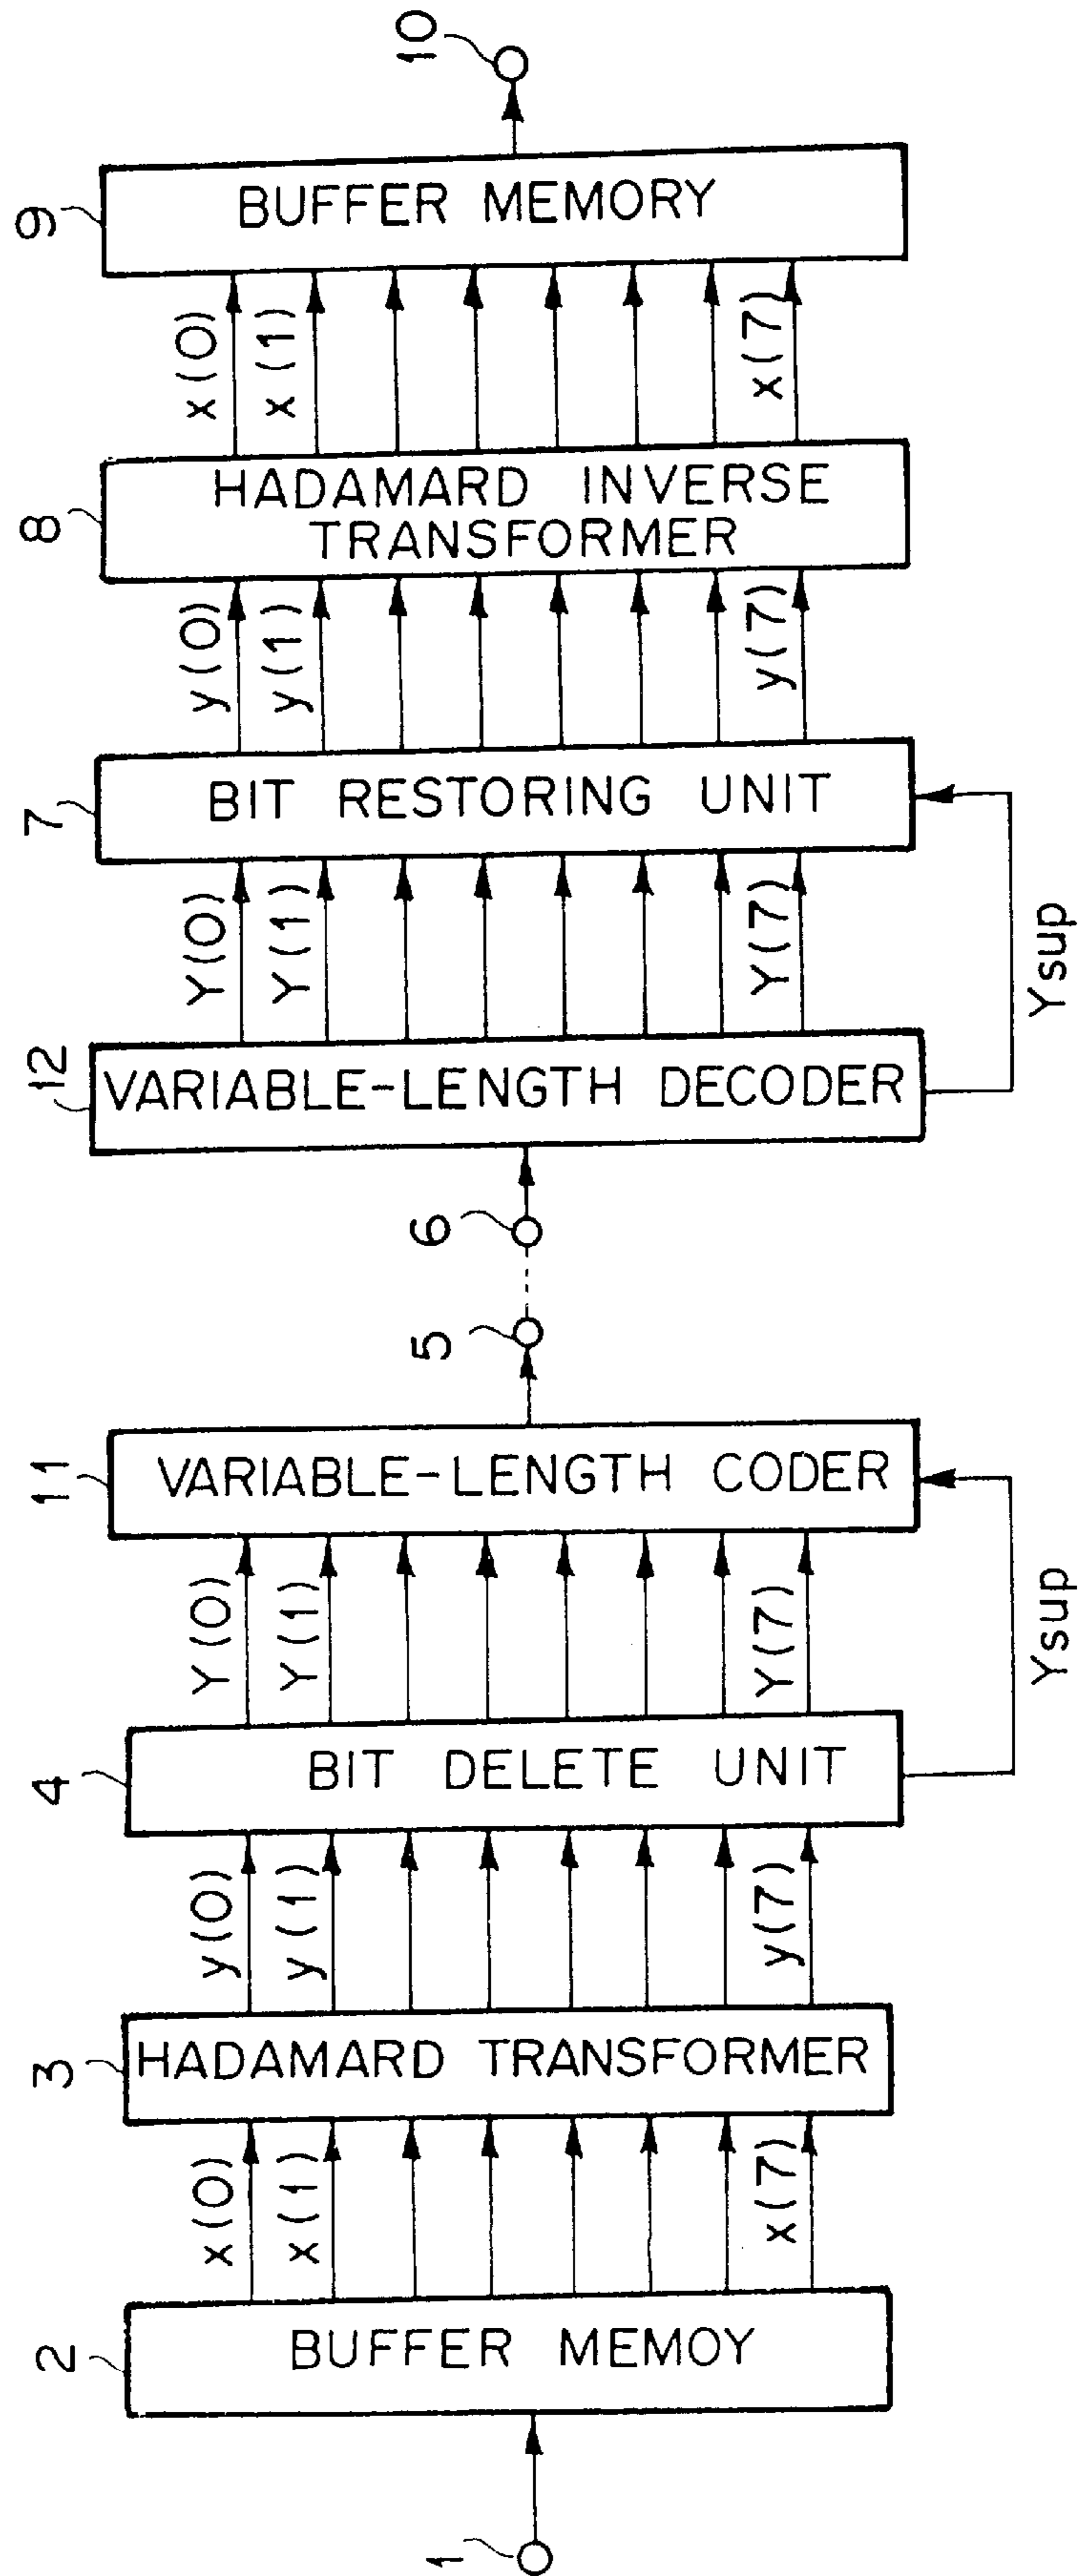 1
2
BUFFER MEMOY
x(0)
x(1)
x(7)
3
HADAMARD TRANSFORMER
y(0)
y(1)
y(7)
4
BIT DELETE UNIT
Y(0)
Y(1)
Y(7)
Ysup
11
VARIABLE-LENGTH CODER
5
6
12
VARIABLE-LENGTH DECODER
Y(0)
Y(1)
Y(7)
Ysup
7
BIT RESTORING UNIT
y(0)
y(1)
y(7)
8
HADAMARD INVERSE
TRANSFORMER
x(0)
x(1)
x(7)
9
BUFFER MEMORY
10